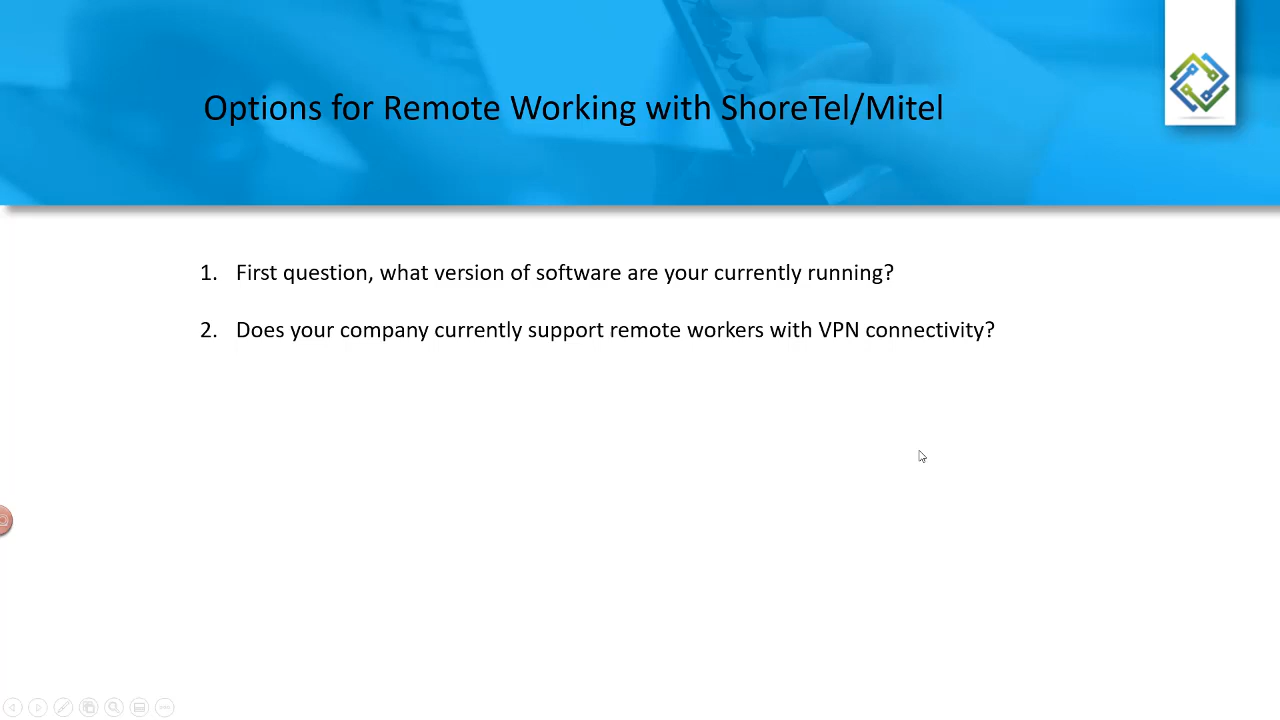 Options for Remote Working with ShoreTel/Mitel
1. First question, what version of software are your currently running?
2. Does your company currently support remote workers with VPN connectivity?